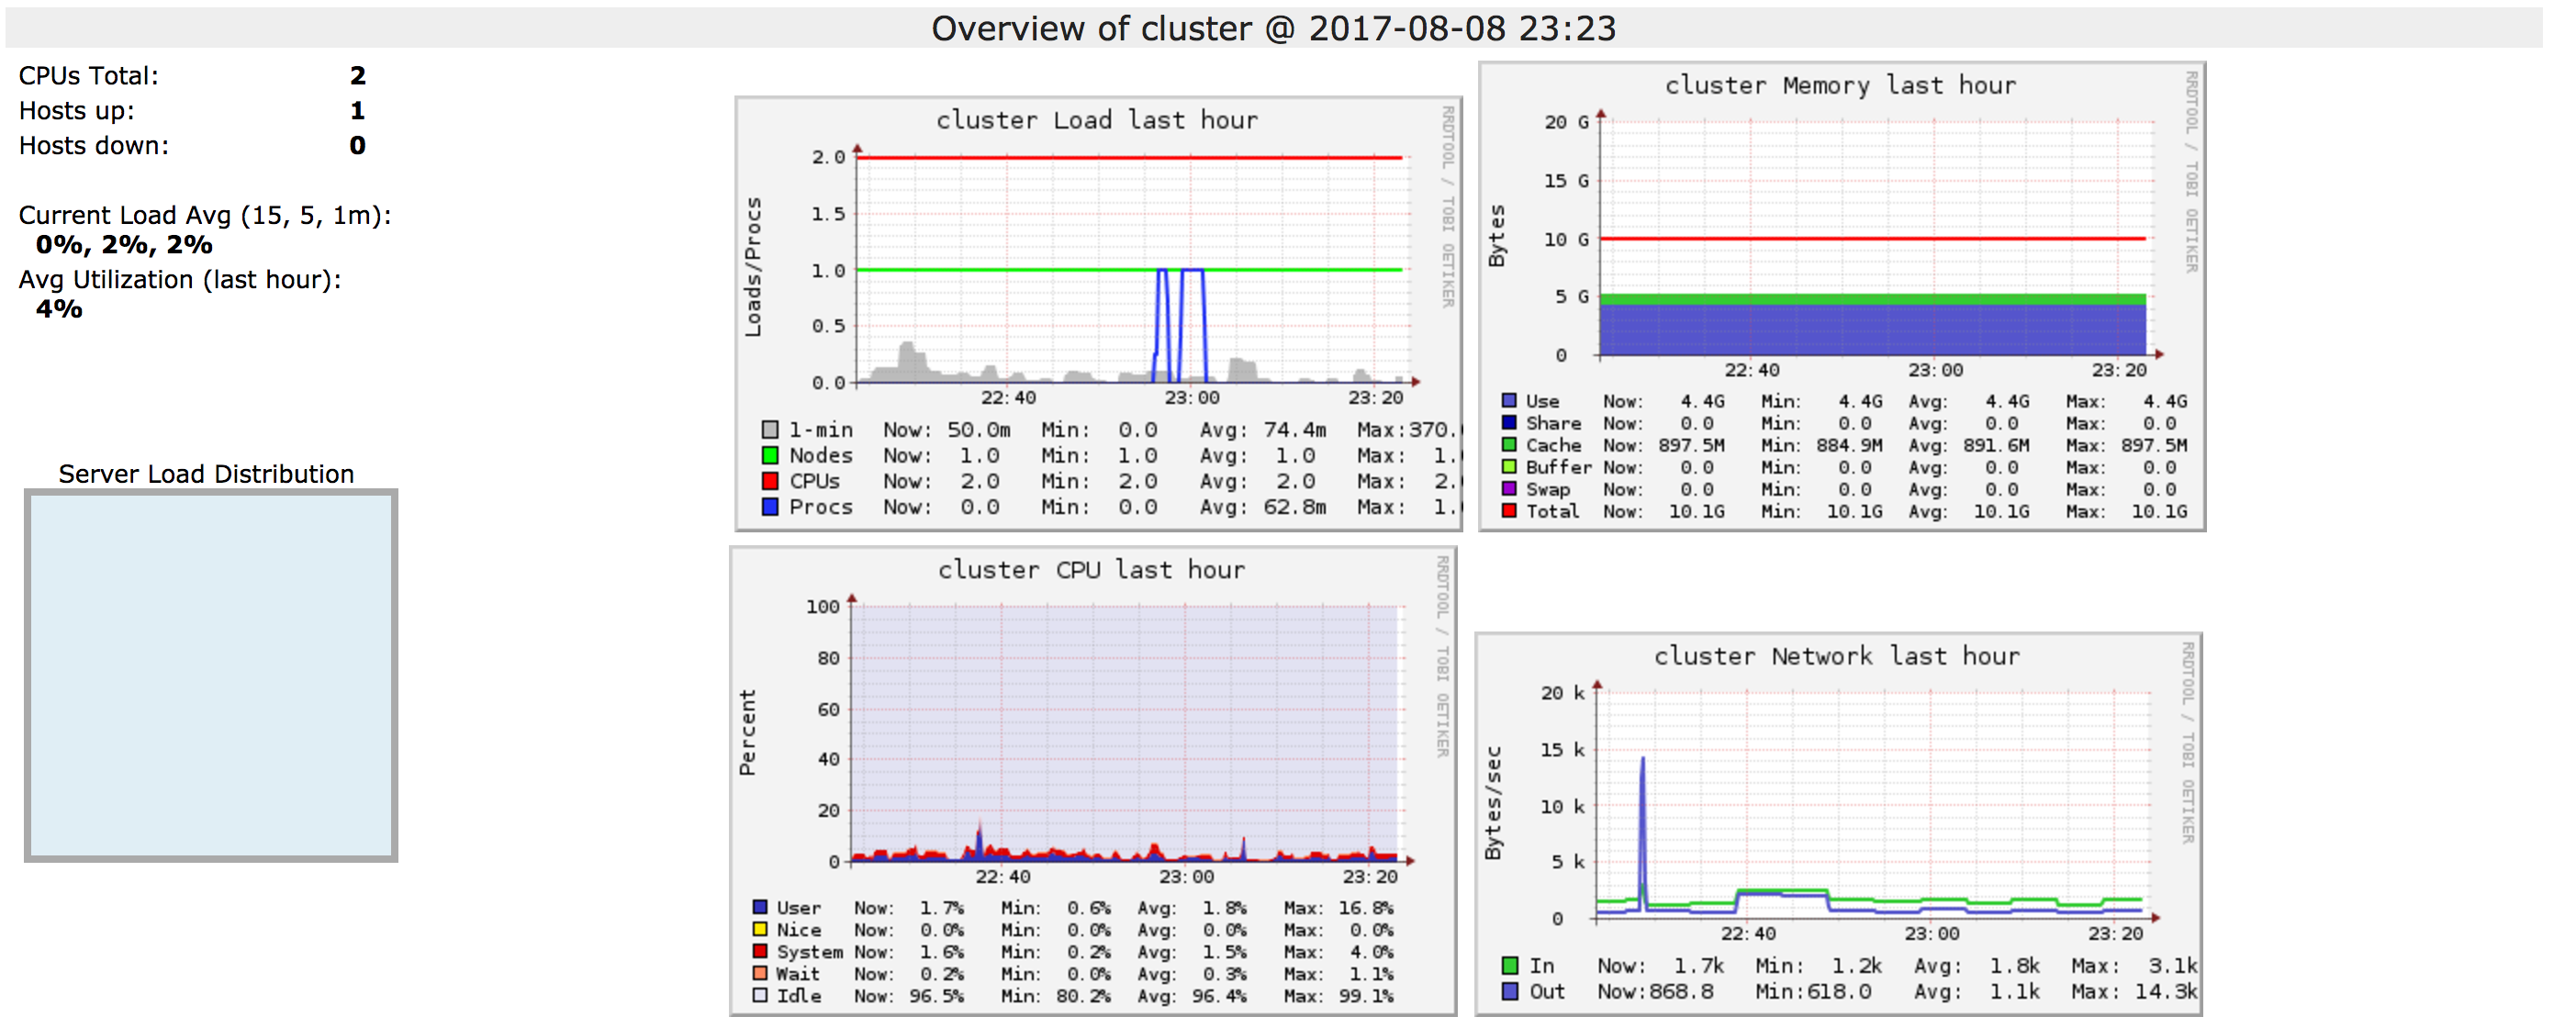 Overview of cluster @ 2017-08-08 23:23
CPUs Total: 2
Hosts up: 1
Hosts down: 0
Current Load Avg (15, 5, 1m):
0%, 2%, 2%
Avg Utilization (last hour):
4%
Server Load Distribution
cluster Load last hour
RRDTOOL / TOBI OETIKER
Loads/Procs
2.0
1.5
1.0
0.5
0.0
22:40 23:00 23:20
1-min Now: 50.0m Min: 0.0 Avg: 74.4m Max:370.
Nodes Now: 1.0 Min: 1.0 Avg: 1.0 Max: 1.
CPUs Now: 2.0 Min: 2.0 Avg: 2.0 Max: 2.
Procs Now: 0.0 Min: 0.0 Avg: 62.8m Max: 1.
cluster Memory last hour
RRDTOOL / TOBI OETIKER
Bytes
20 G
15 G
10 G
5 G
0
22:40 23:00 23:20
Use Now: 4.4G Min: 4.4G Avg: 4.4G Max: 4.4G
Share Now: 0.0 Min: 0.0 Avg: 0.0 Max: 0.0
Cache Now: 897.5M Min: 884.9M Avg: 891.6M Max: 897.5M
Buffer Now: 0.0 Min: 0.0 Avg: 0.0 Max: 0.0
Swap Now: 0.0 Min: 0.0 Avg: 0.0 Max: 0.0
Total Now: 10.1G Min: 10.1G Avg: 10.1G Max: 10.1G
cluster CPU last hour
RRDTOOL / TOBI OETIKER
Percent
100
80
60
40
20
0
22:40 23:00 23:20
User Now: 1.7% Min: 0.6% Avg: 1.8% Max: 16.8%
Nice Now: 0.0% Min: 0.0% Avg: 0.0% Max: 0.0%
System Now: 1.6% Min: 0.2% Avg: 1.5% Max: 4.0%
Wait Now: 0.2% Min: 0.0% Avg: 0.3% Max: 1.1%
Idle Now: 96.5% Min: 80.2% Avg: 96.4% Max: 99.1%
cluster Network last hour
RRDTOOL / TOBI OETIKER
Bytes/sec
20 k
15 k
10 k
5 k
0
22:40 23:00 23:20
In Now: 1.7k Min: 1.2k Avg: 1.8k Max: 3.1k
Out Now:868.8 Min:618.0 Avg: 1.1k Max: 14.3k